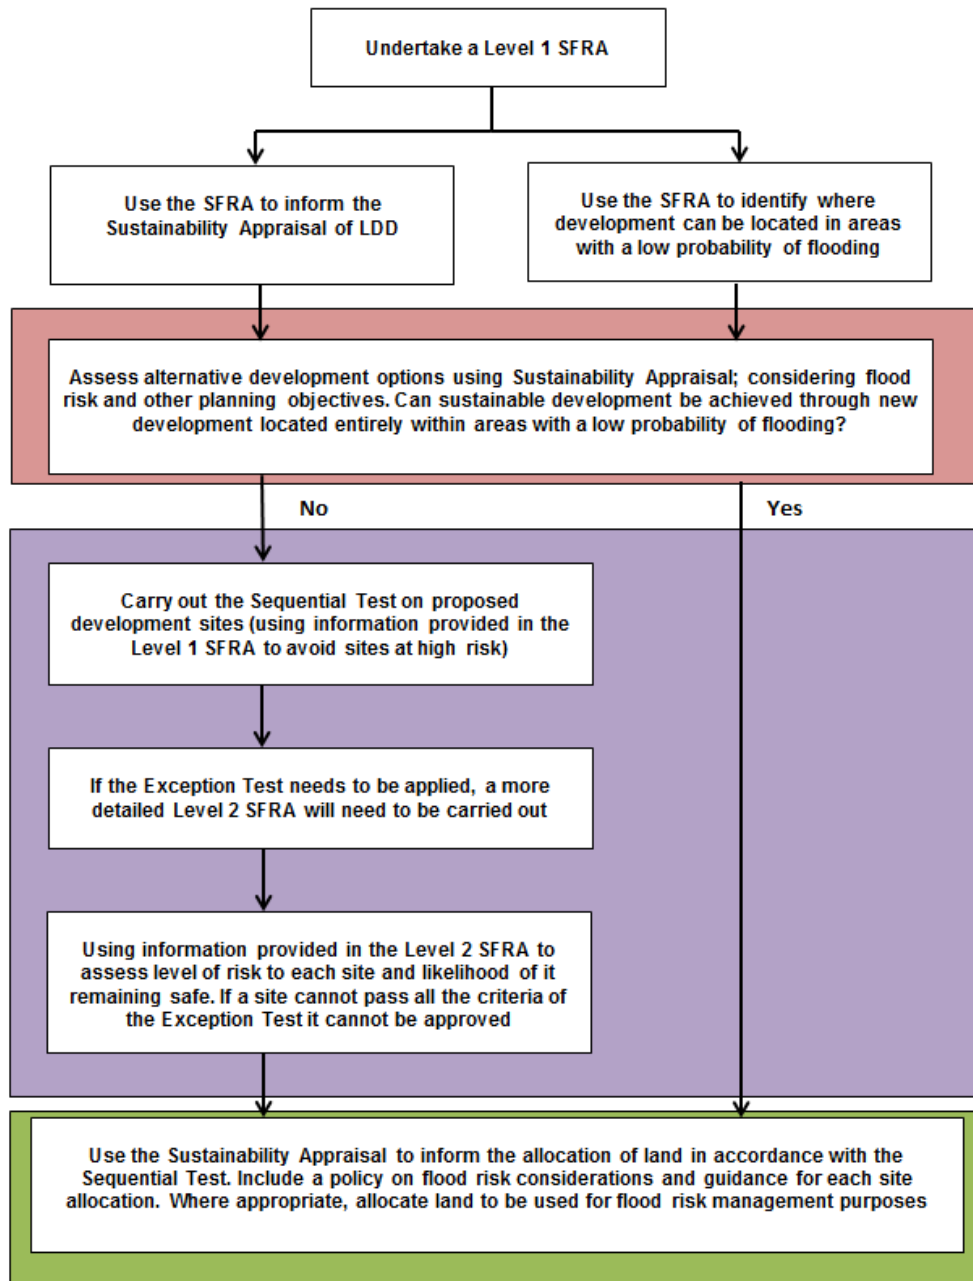 Undertake a Level 1 SFRA
Use the SFRA to inform the
Sustainability Appraisal of LDD
Use the SFRA to identify where
development can be located in areas
with a low probability of flooding
Assess alternative development options using Sustainability Appraisal; considering flood
risk and other planning objectives. Can sustainable development be achieved through new
development located entirely within areas with a low probability of flooding?
No
Yes
Carry out the Sequential Test on proposed
development sites (using information provided in the
Level 1 SFRA to avoid sites at high risk)
If the Exception Test needs to be applied, a more
detailed Level 2 SFRA will need to be carried out
Using information provided in the Level 2 SFRA to
assess level of risk to each site and likelihood of it
remaining safe. If a site cannot pass all the criteria of
the Exception Test it cannot be approved
Use the Sustainability Appraisal to inform the allocation of land in accordance with the
Sequential Test. Include a policy on flood risk considerations and guidance for each site
allocation. Where appropriate, allocate land to be used for flood risk management purposes